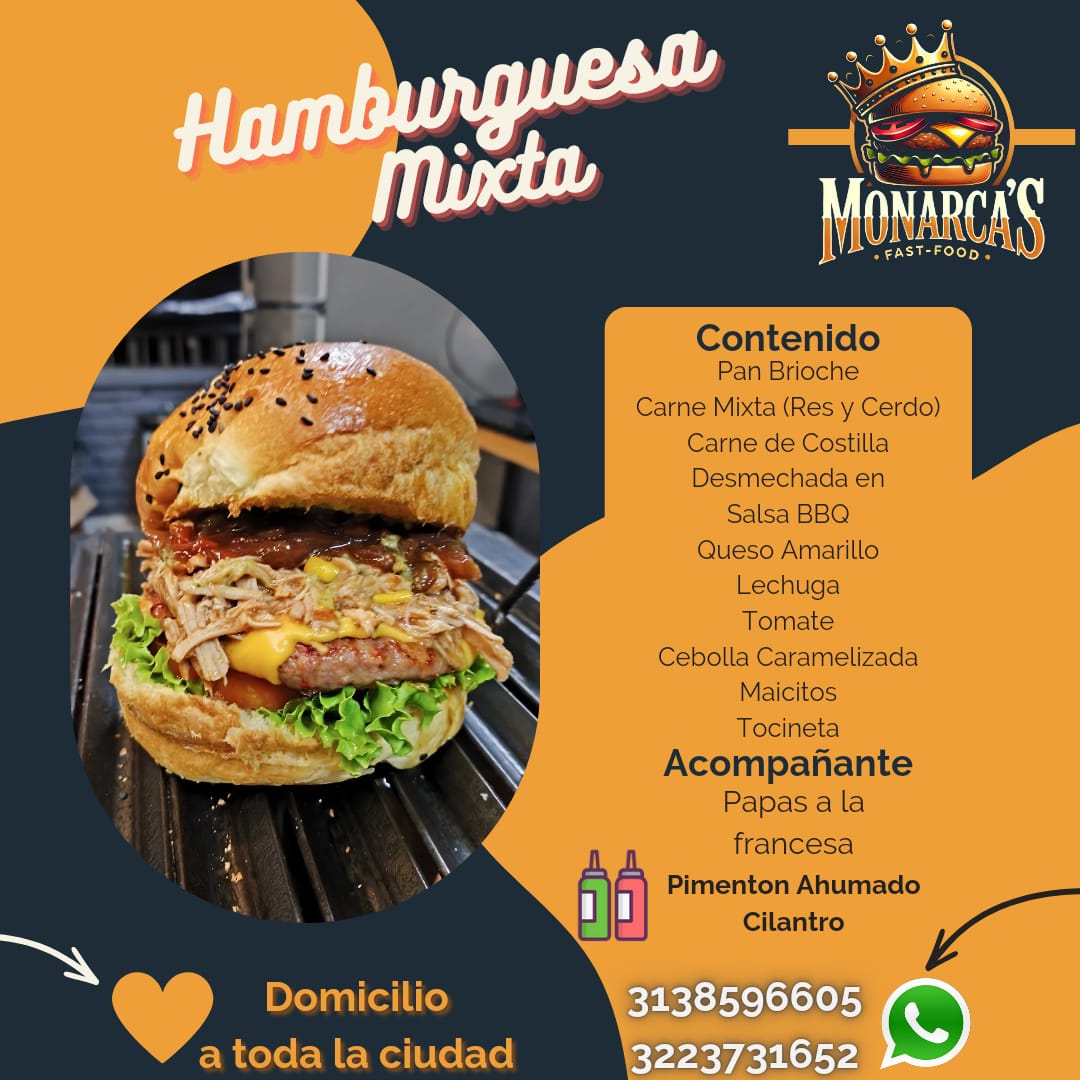 Hamburguesa
Mixta
MONARCA'S
FAST-FOOD
Contenido
Pan Brioche
Carne Mixta (Res y Cerdo)
Carne de Costilla
Desmechada en
Salsa BBQ
Queso Amarillo
Lechuga
Tomate
Cebolla Caramelizada
Maicitos
Tocineta
Acompañante
Papas a la
francesa
Pimenton Ahumado
Cilantro
Domicilio
a toda la ciudad
3138596605
3223731652